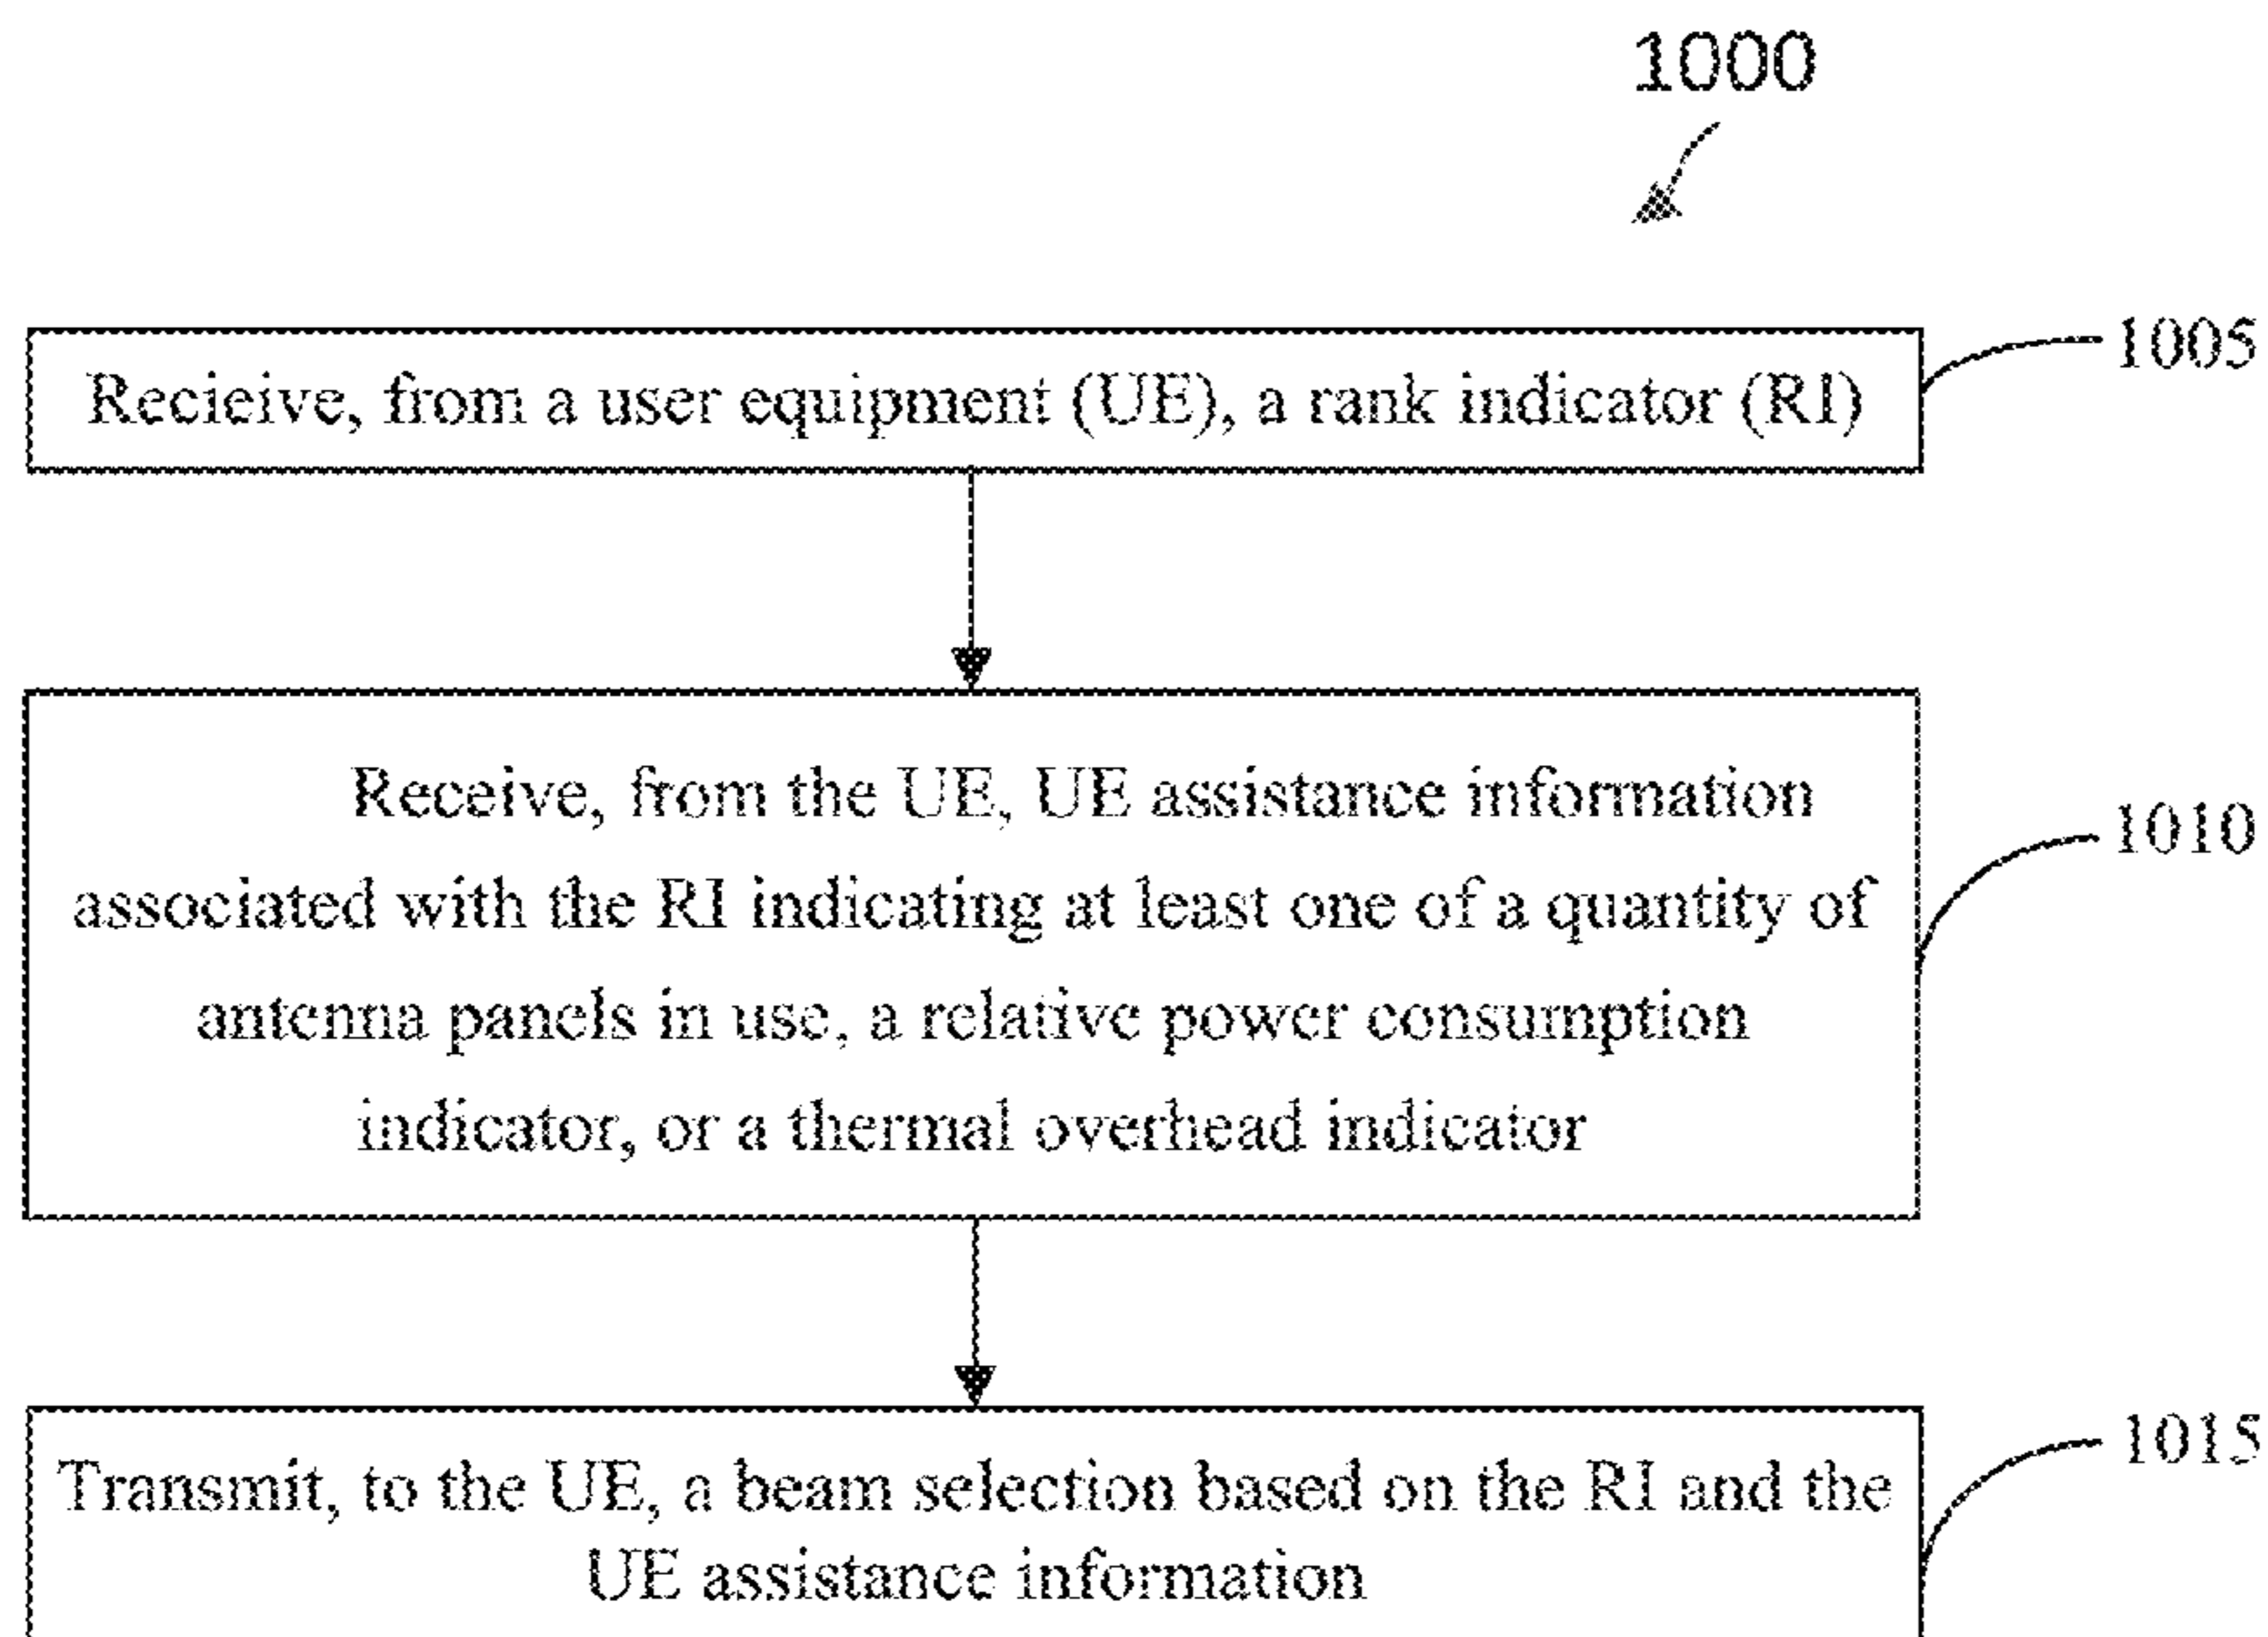 1000
Recieive, from a user equipment (UE), a rank indicator (RI)
1005
Receive, from the UE, UE assistance information
associated with the RI indicating at least one of a quantity of
antenna panels in use, a relative power consumption
indicator, or a thermal overhead indicator
1010
Transmit, to the UE, a beam selection based on the RI and the
UE assistance information
1015